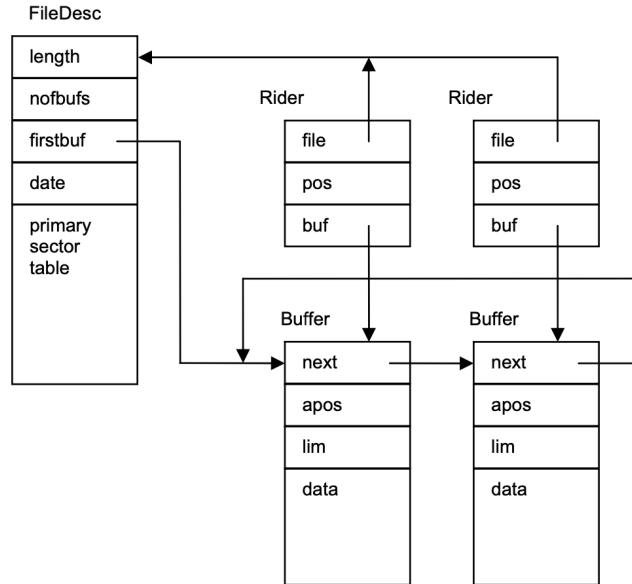 FileDesc
length
nofbufs
firstbuf
date
primary
sector
table
Rider
file
pos
buf
Rider
file
pos
buf
Buffer
next
apos
lim
data
Buffer
next
apos
lim
data